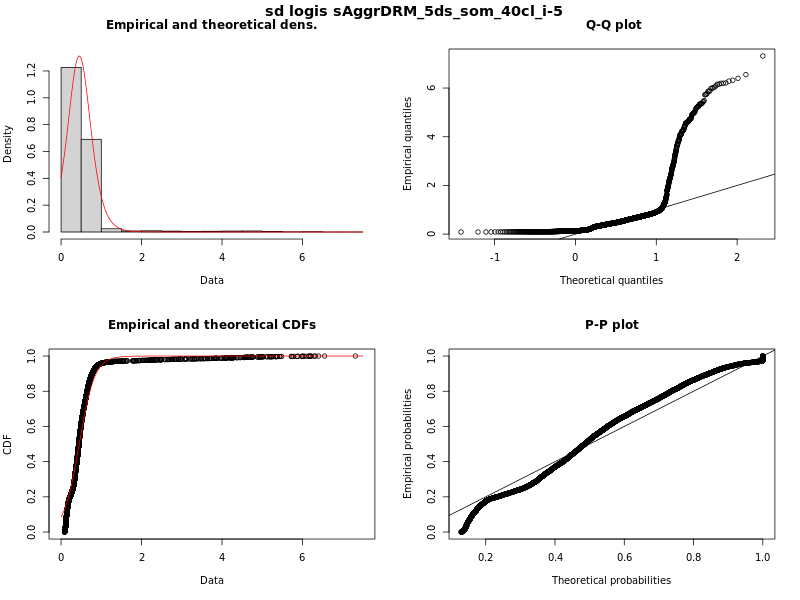 sd logis sAggrDRM_5ds_som_40cl_i-5
Empirical and theoretical dens.
Density
0.0 0.2 0.4 0.6 0.8 1.0 1.2
0 2 4 6
Data
Q-Q plot
Empirical quantiles
0 2 4 6
-1 0 1 2
Theoretical quantiles
Empirical and theoretical CDFs
CDF
0.0 0.2 0.4 0.6 0.8 1.0
0 2 4 6
Data
P-P plot
Empirical probabilities
0.0 0.2 0.4 0.6 0.8 1.0
0.2 0.4 0.6 0.8 1.0
Theoretical probabilities